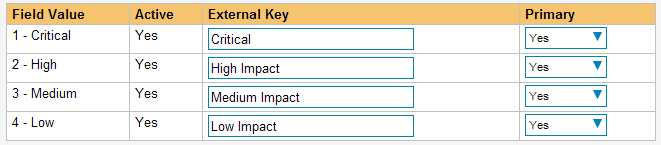 Field Value Active External Key Primary
1 - Critical Yes Critical Yes
2 - High Yes High Impact Yes
3 - Medium Yes Medium Impact Yes
4 - Low Yes Low Impact Yes